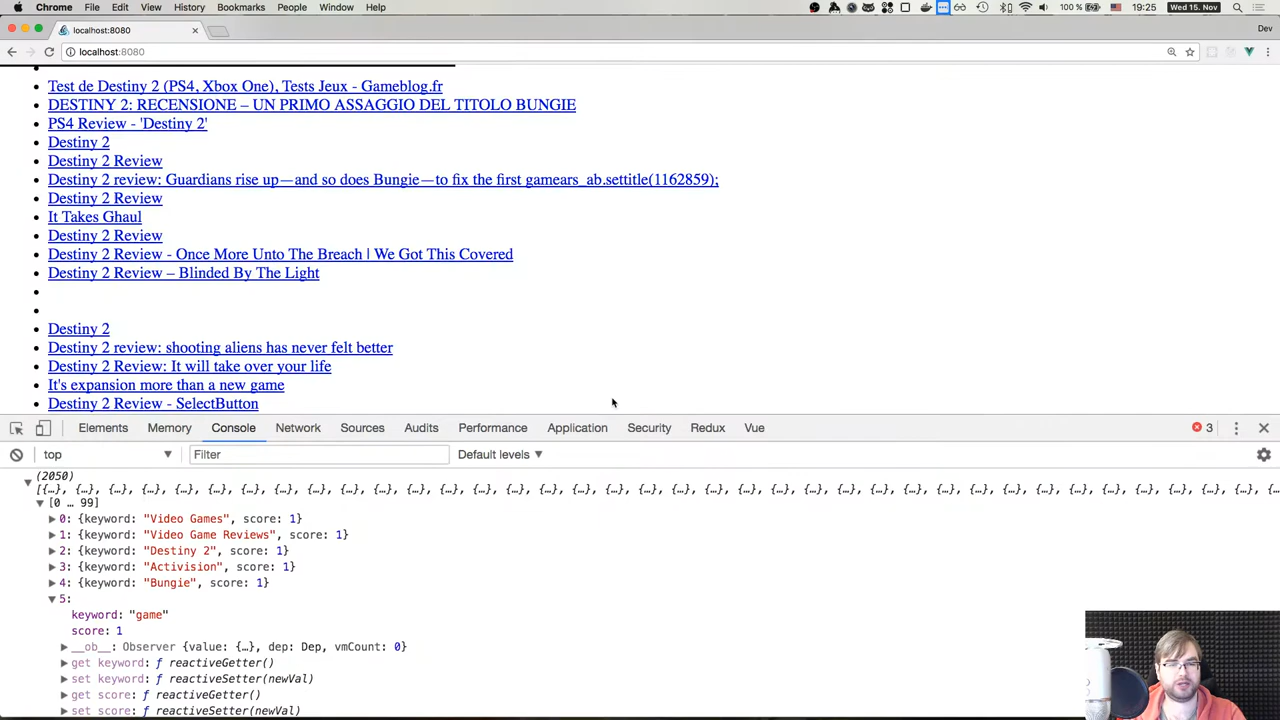 Chrome File Edit View History Bookmarks People Window Help 100 % 19:25 Wed 15. Nov
localhost:8080 Dev
localhost:8080
Test de Destiny 2 (PS4, Xbox One), Tests Jeux - Gameblog.fr
DESTINY 2: RECENSIONE – UN PRIMO ASSAGGIO DEL TITOLO BUNGIE
PS4 Review - 'Destiny 2'
Destiny 2
Destiny 2 Review
Destiny 2 review: Guardians rise up—and so does Bungie—to fix the first gamears_ab.settitle(1162859);
Destiny 2 Review
It Takes Ghaul
Destiny 2 Review
Destiny 2 Review - Once More Unto The Breach | We Got This Covered
Destiny 2 Review – Blinded By The Light
Destiny 2
Destiny 2 review: shooting aliens has never felt better
Destiny 2 Review: It will take over your life
It's expansion more than a new game
Destiny 2 Review - SelectButton
Elements Memory Console Network Sources Audits Performance Application Security Redux Vue 3
top Filter Default levels
(2050)
[{…}, {…}, {…}, {…}, {…}, {…}, {…}, {…}, {…}, {…}, {…}, {…}, {…}, {…}, {…}, {…}, {…}, {…}, {…}, {…}, {…}, {…}, {…}, {…}, {…}, {…}, {…}, {…}, {…}, {…}, {…}, {…}, {…}, {…}, {…}, {…}, {…}, {…
[0 … 99]
0: {keyword: "Video Games", score: 1}
1: {keyword: "Video Game Reviews", score: 1}
2: {keyword: "Destiny 2", score: 1}
3: {keyword: "Activision", score: 1}
4: {keyword: "Bungie", score: 1}
5:
keyword: "game"
score: 1
__ob__: Observer {value: {…}, dep: Dep, vmCount: 0}
get keyword: ƒ reactiveGetter()
set keyword: ƒ reactiveSetter(newVal)
get score: ƒ reactiveGetter()
set score: ƒ reactiveSetter(newVal)